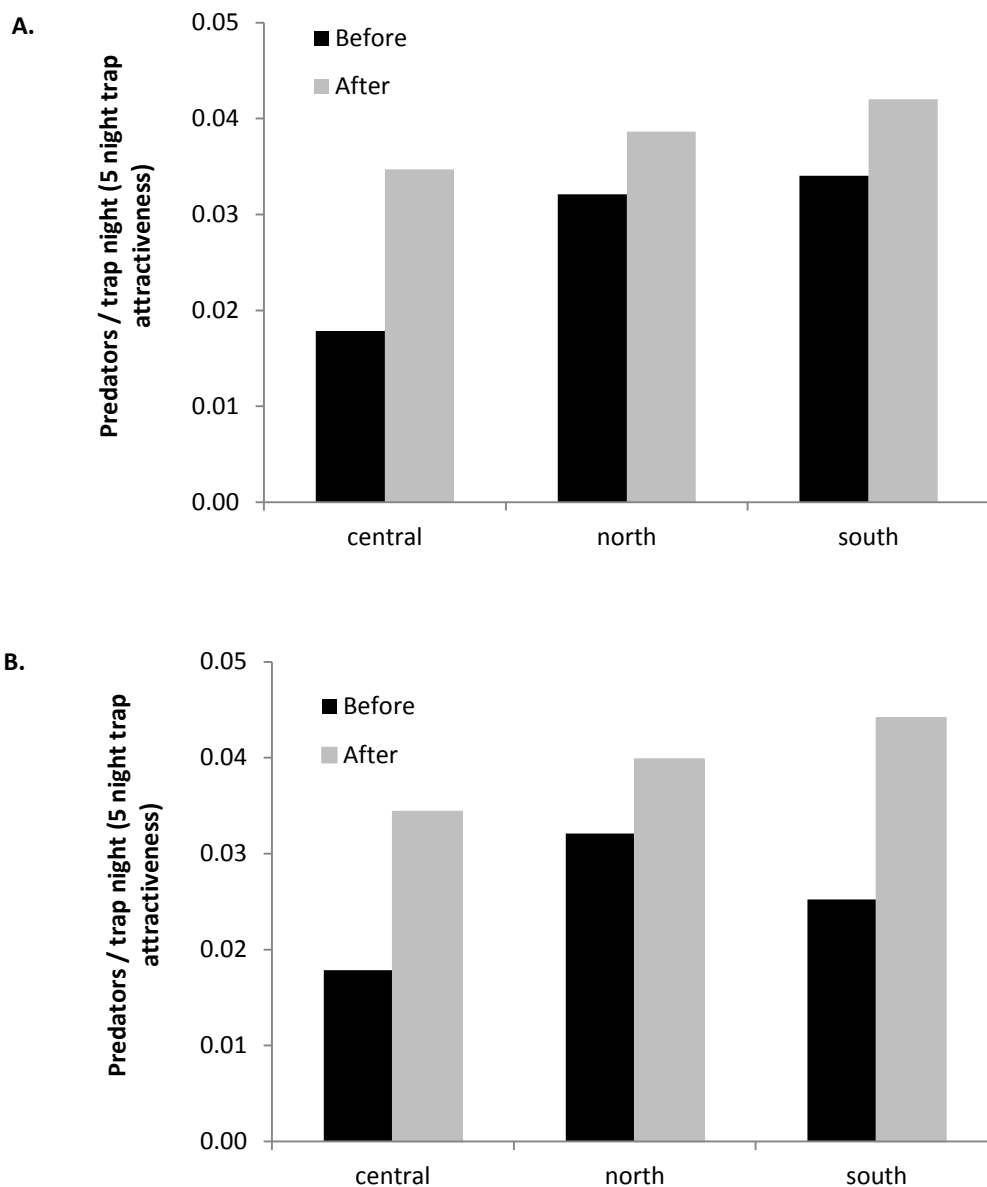 A.
Predators / trap night (5 night trap
attractiveness)
0.05
0.04
0.03
0.02
0.01
0.00
Before
After
central north south
B.
Predators / trap night (5 night trap
attractiveness)
0.05
0.04
0.03
0.02
0.01
0.00
Before
After
central north south